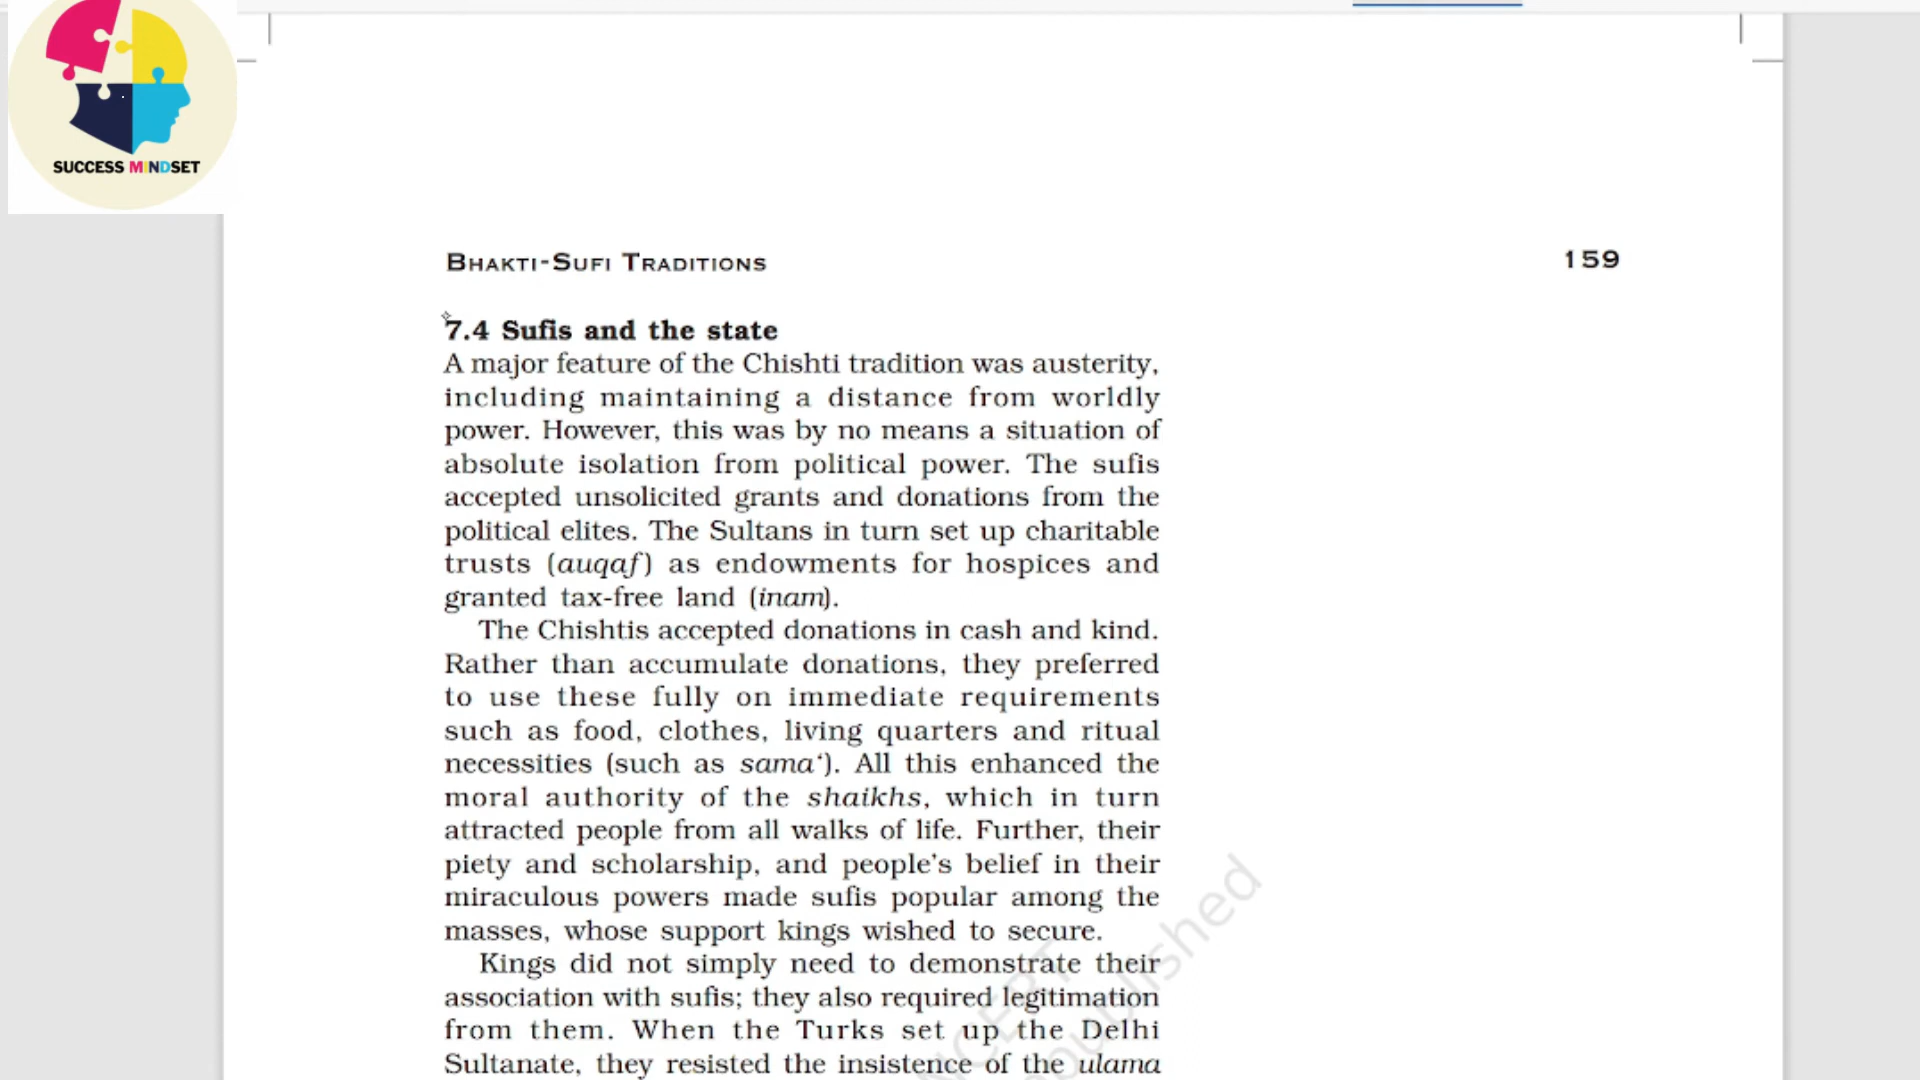 SUCCESS MINDSET
BHAKTI-SUFI TRADITIONS
159
7.4 Sufis and the state
A major feature of the Chishti tradition was austerity,
including maintaining a distance from worldly
power. However, this was by no means a situation of
absolute isolation from political power. The sufis
accepted unsolicited grants and donations from the
political elites. The Sultans in turn set up charitable
trusts (auqaf) as endowments for hospices and
granted tax-free land (inam).
The Chishtis accepted donations in cash and kind.
Rather than accumulate donations, they preferred
to use these fully on immediate requirements
such as food, clothes, living quarters and ritual
necessities (such as sama‘). All this enhanced the
moral authority of the shaikhs, which in turn
attracted people from all walks of life. Further, their
piety and scholarship, and people’s belief in their
miraculous powers made sufis popular among the
masses, whose support kings wished to secure.
Kings did not simply need to demonstrate their
association with sufis; they also required legitimation
from them. When the Turks set up the Delhi
Sultanate, they resisted the insistence of the ulama